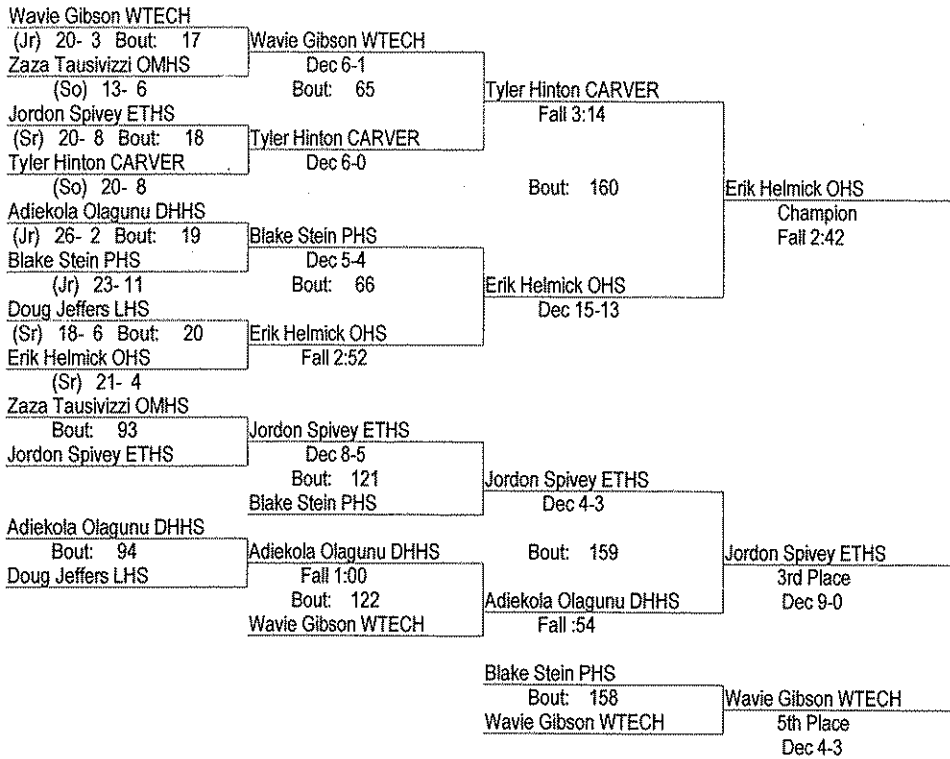 Wavie Gibson WTECH
(Jr) 20- 3 Bout: 17
Zaza Tausivizzi OMHS
(So) 13- 6
Jordon Spivey ETHS
(Sr) 20- 8 Bout: 18
Tyler Hinton CARVER
(So) 20- 8
Adiekola Olagunu DHHS
(Jr) 26- 2 Bout: 19
Blake Stein PHS
(Jr) 23- 11
Doug Jeffers LHS
(Sr) 18- 6 Bout: 20
Erik Helmick OHS
(Sr) 21- 4
Wavie Gibson WTECH
Dec 6-1
Bout: 65
Tyler Hinton CARVER
Dec 6-0
Blake Stein PHS
Dec 5-4
Bout: 66
Erik Helmick OHS
Fall 2:52
Tyler Hinton CARVER
Fall 3:14
Bout: 160
Erik Helmick OHS
Dec 15-13
Erik Helmick OHS
Champion
Fall 2:42
Zaza Tausivizzi OMHS
Bout: 93
Jordon Spivey ETHS
Adiekola Olagunu DHHS
Bout: 94
Doug Jeffers LHS
Jordon Spivey ETHS
Dec 8-5
Bout: 121
Blake Stein PHS
Adiekola Olagunu DHHS
Fall 1:00
Bout: 122
Wavie Gibson WTECH
Jordon Spivey ETHS
Dec 4-3
Bout: 159
Adiekola Olagunu DHHS
Fall :54
Jordon Spivey ETHS
3rd Place
Dec 9-0
Blake Stein PHS
Bout: 158
Wavie Gibson WTECH
Wavie Gibson WTECH
5th Place
Dec 4-3